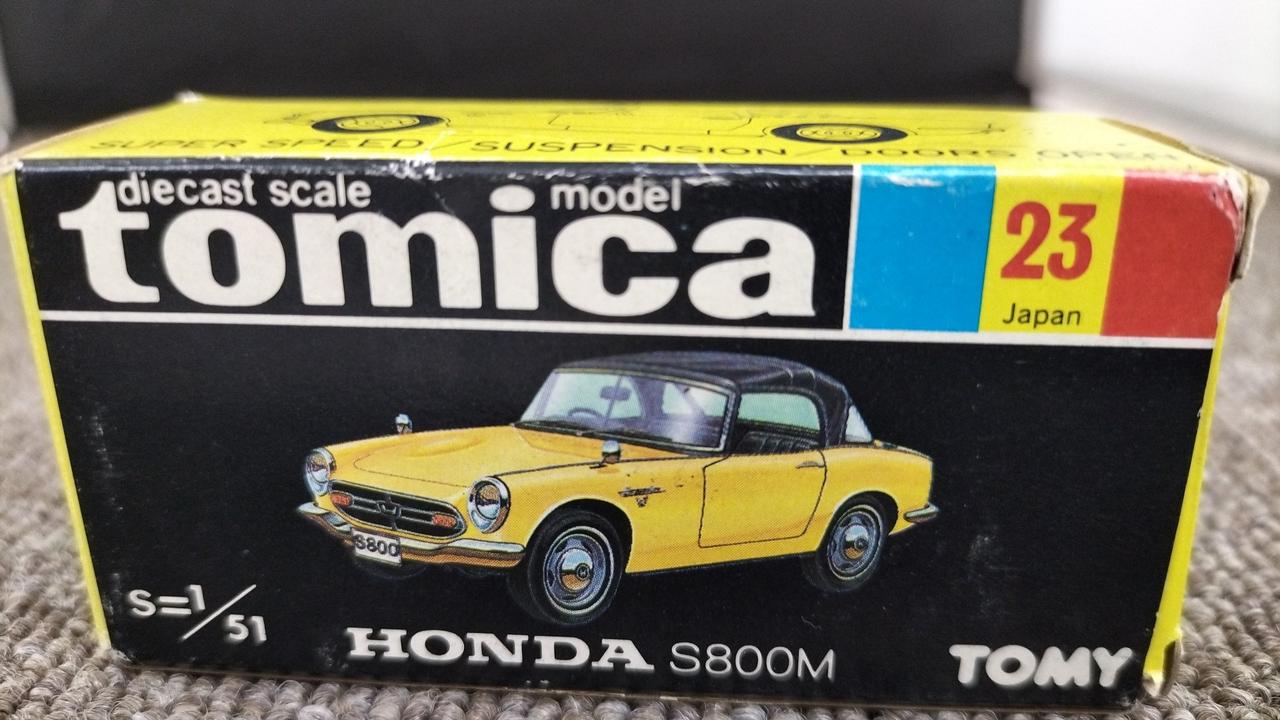 SUPER SPEED / SUSPENSION / DOORS OPEN
diecast scale model
tomica
23
Japan
S800
S=1/51
HONDA S800M
TOMY